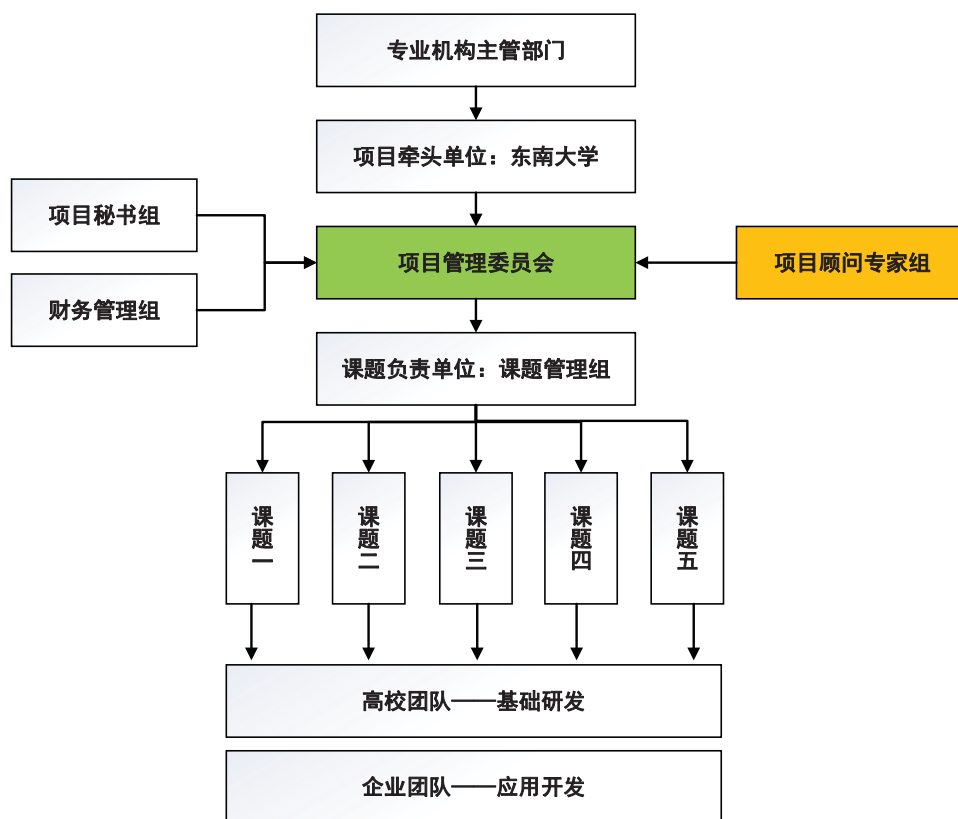 专业机构主管部门
项目牵头单位：东南大学
项目秘书组
项目管理委员会
项目顾问专家组
财务管理组
课题负责单位：课题管理组
课题一
课题二
课题三
课题四
课题五
高校团队——基础研发
企业团队——应用开发